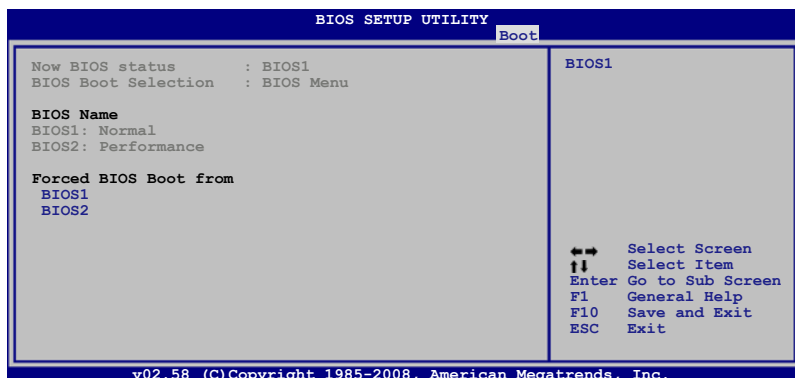 BIOS SETUP UTILITY
Boot
Now BIOS status : BIOS1
BIOS Boot Selection : BIOS Menu
BIOS Name
BIOS1: Normal
BIOS2: Performance
Forced BIOS Boot from
BIOS1
BIOS2
BIOS1
←→ Select Screen
↑↓ Select Item
Enter Go to Sub Screen
F1 General Help
F10 Save and Exit
ESC Exit
v02.58 (C)Copyright 1985-2008, American Megatrends, Inc.